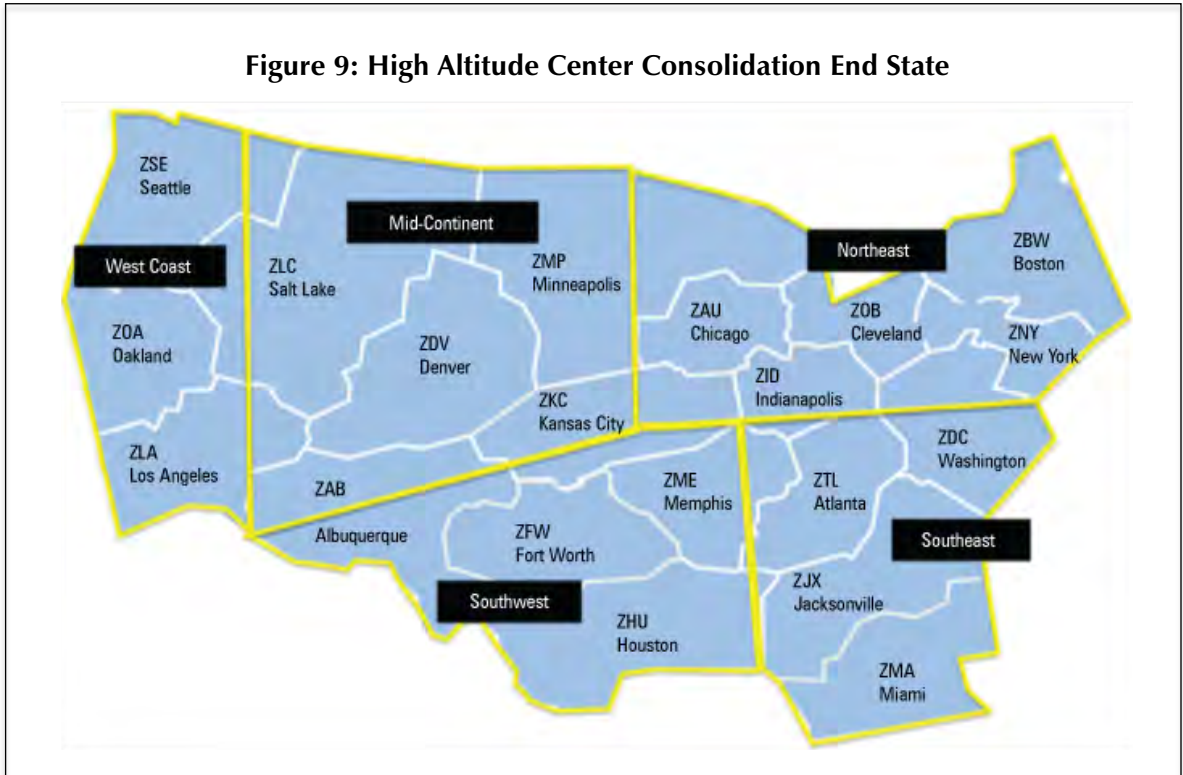 Figure 9: High Altitude Center Consolidation End State
ZSE
Seattle
West Coast
ZOA
Oakland
ZLA
Los Angeles
Mid-Continent
ZLC
Salt Lake
ZMP
Minneapolis
ZDV
Denver
ZKC
Kansas City
ZAB
Albuquerque
ZME
Memphis
ZFW
Fort Worth
Southwest
ZHU
Houston
Northeast
ZBW
Boston
ZAU
Chicago
ZOB
Cleveland
ZNY
New York
ZID
Indianapolis
ZDC
Washington
ZTL
Atlanta
Southeast
ZJX
Jacksonville
ZMA
Miami